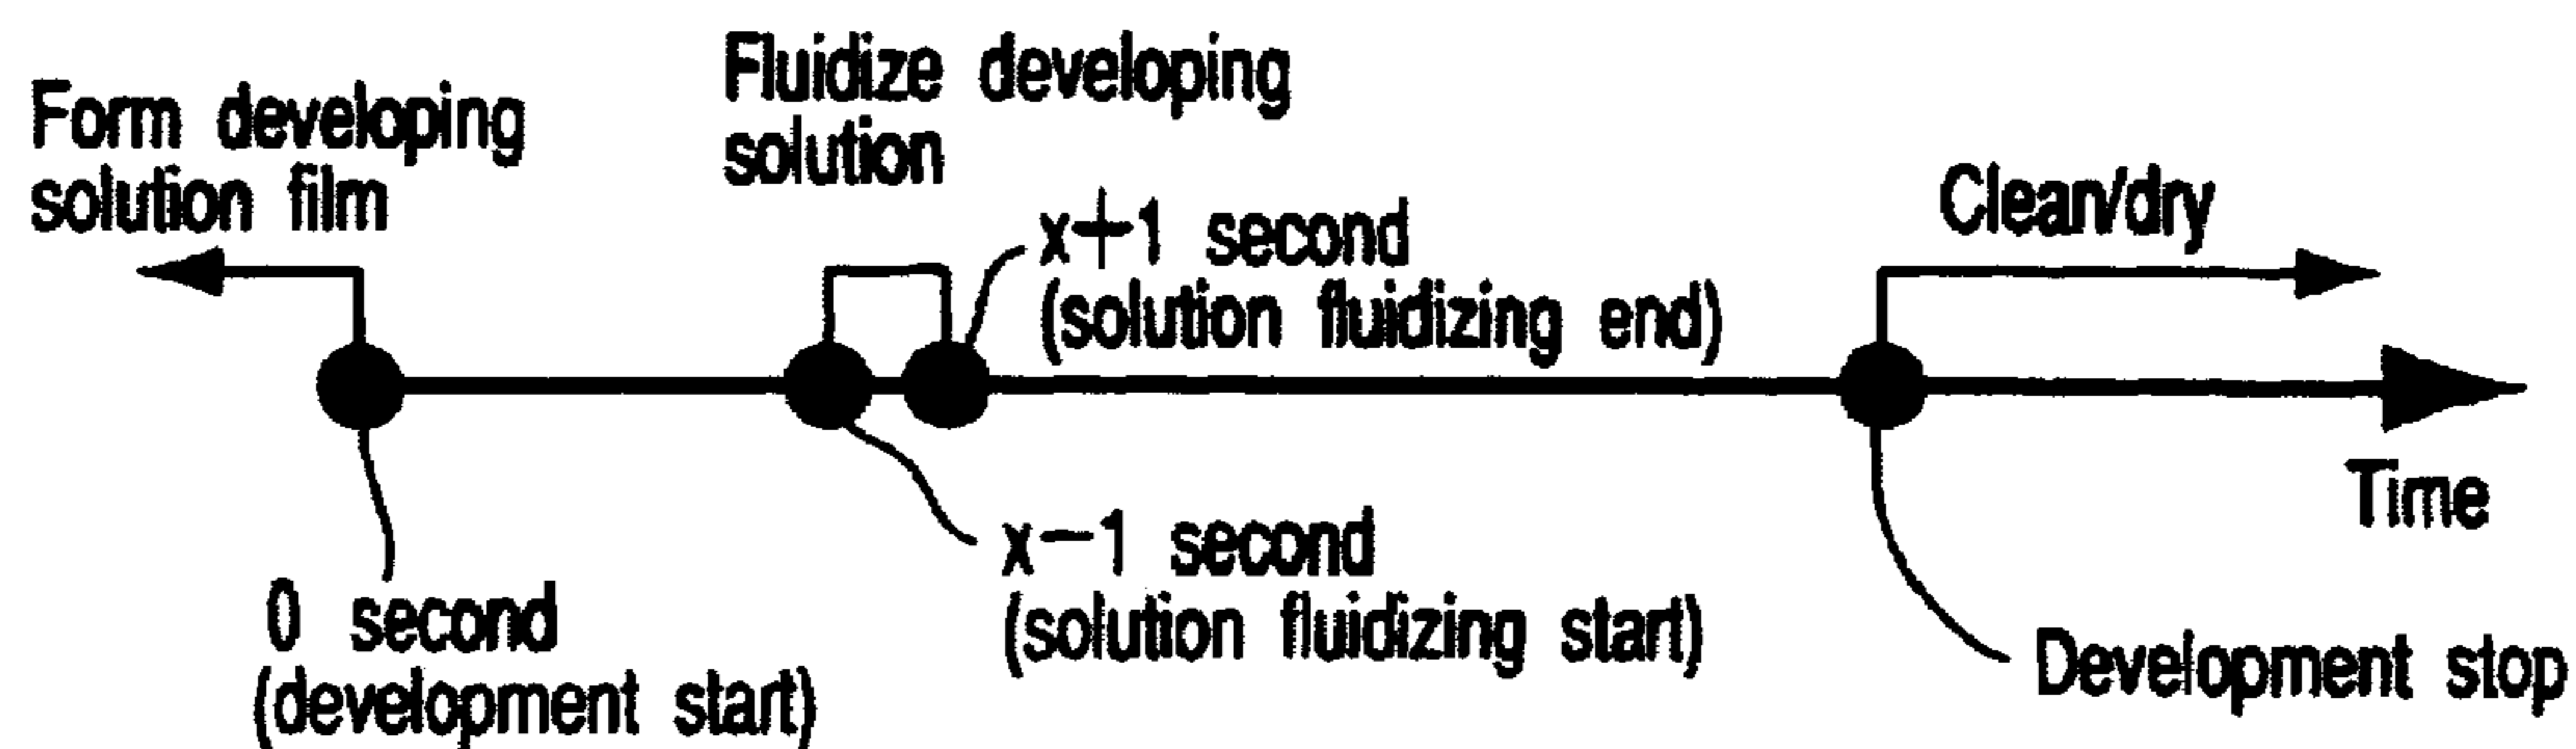 Form developing
solution film
Fluidize developing
solution
x+1 second
(solution fluidizing end)
Clean/dry
Time
x−1 second
(solution fluidizing start)
0 second
(development start)
Development stop